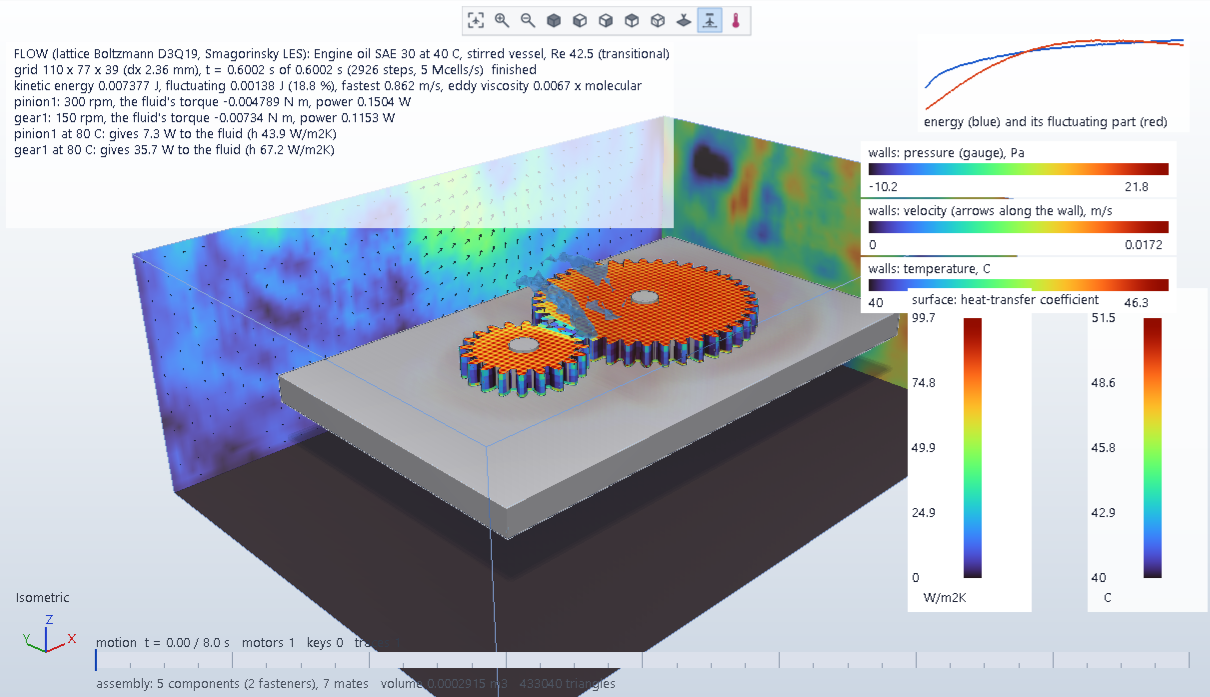 FLOW (lattice Boltzmann D3Q19, Smagorinsky LES): Engine oil SAE 30 at 40 C, stirred vessel, Re 42.5 (transitional)
grid 110 x 77 x 39 (dx 2.36 mm), t = 0.6002 s of 0.6002 s (2926 steps, 5 Mcells/s) finished
kinetic energy 0.007377 J, fluctuating 0.00138 J (18.8 %), fastest 0.862 m/s, eddy viscosity 0.0067 x molecular
pinion1: 300 rpm, the fluid's torque -0.004789 N m, power 0.1504 W
gear1: 150 rpm, the fluid's torque -0.00734 N m, power 0.1153 W
pinion1 at 80 C: gives 7.3 W to the fluid (h 43.9 W/m2K)
gear1 at 80 C: gives 35.7 W to the fluid (h 67.2 W/m2K)
energy (blue) and its fluctuating part (red)
walls: pressure (gauge), Pa
-10.2 21.8
walls: velocity (arrows along the wall), m/s
0 0.0172
walls: temperature, C
40 46.3
surface: heat-transfer coefficient
99.7 51.5
74.8 48.6
49.9 45.8
24.9 42.9
0 40
W/m2K C
Isometric
Z
Y X
motion t = 0.00 / 8.0 s motors 1 keys 0
assembly: 5 components (2 fasteners), 7 mates volume 0.0002915 m3 433040 triangles